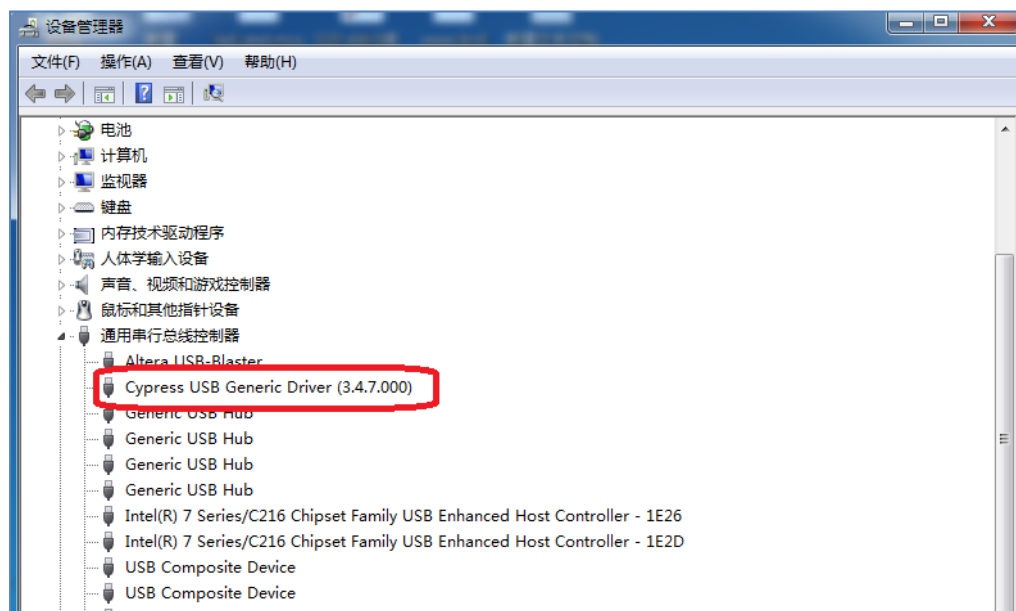 设备管理器
文件(F) 操作(A) 查看(V) 帮助(H)
电池
计算机
监视器
键盘
内存技术驱动程序
人体学输入设备
声音、视频和游戏控制器
鼠标和其他指针设备
通用串行总线控制器
Altera USB-Blaster
Cypress USB Generic Driver (3.4.7.000)
Generic USB Hub
Generic USB Hub
Generic USB Hub
Generic USB Hub
Intel(R) 7 Series/C216 Chipset Family USB Enhanced Host Controller - 1E26
Intel(R) 7 Series/C216 Chipset Family USB Enhanced Host Controller - 1E2D
USB Composite Device
USB Composite Device